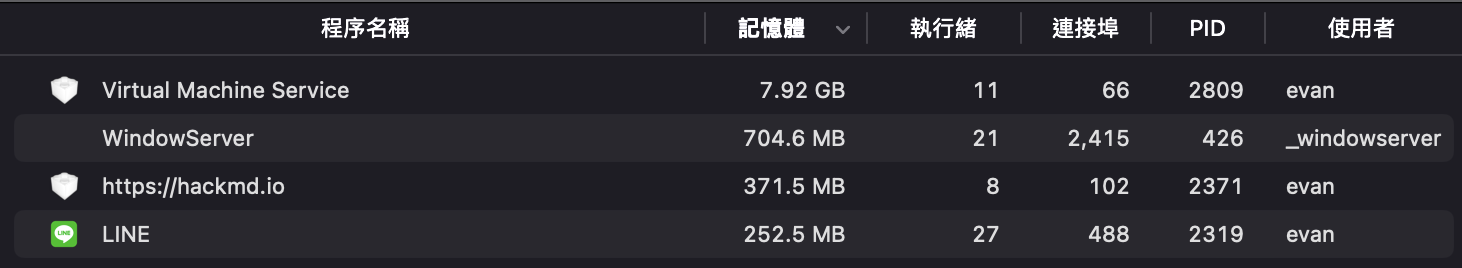 程序名稱 記憶體 執行緒 連接埠 PID 使用者
Virtual Machine Service 7.92 GB 11 66 2809 evan
WindowServer 704.6 MB 21 2,415 426 _windowserver
https://hackmd.io 371.5 MB 8 102 2371 evan
LINE LINE 252.5 MB 27 488 2319 evan